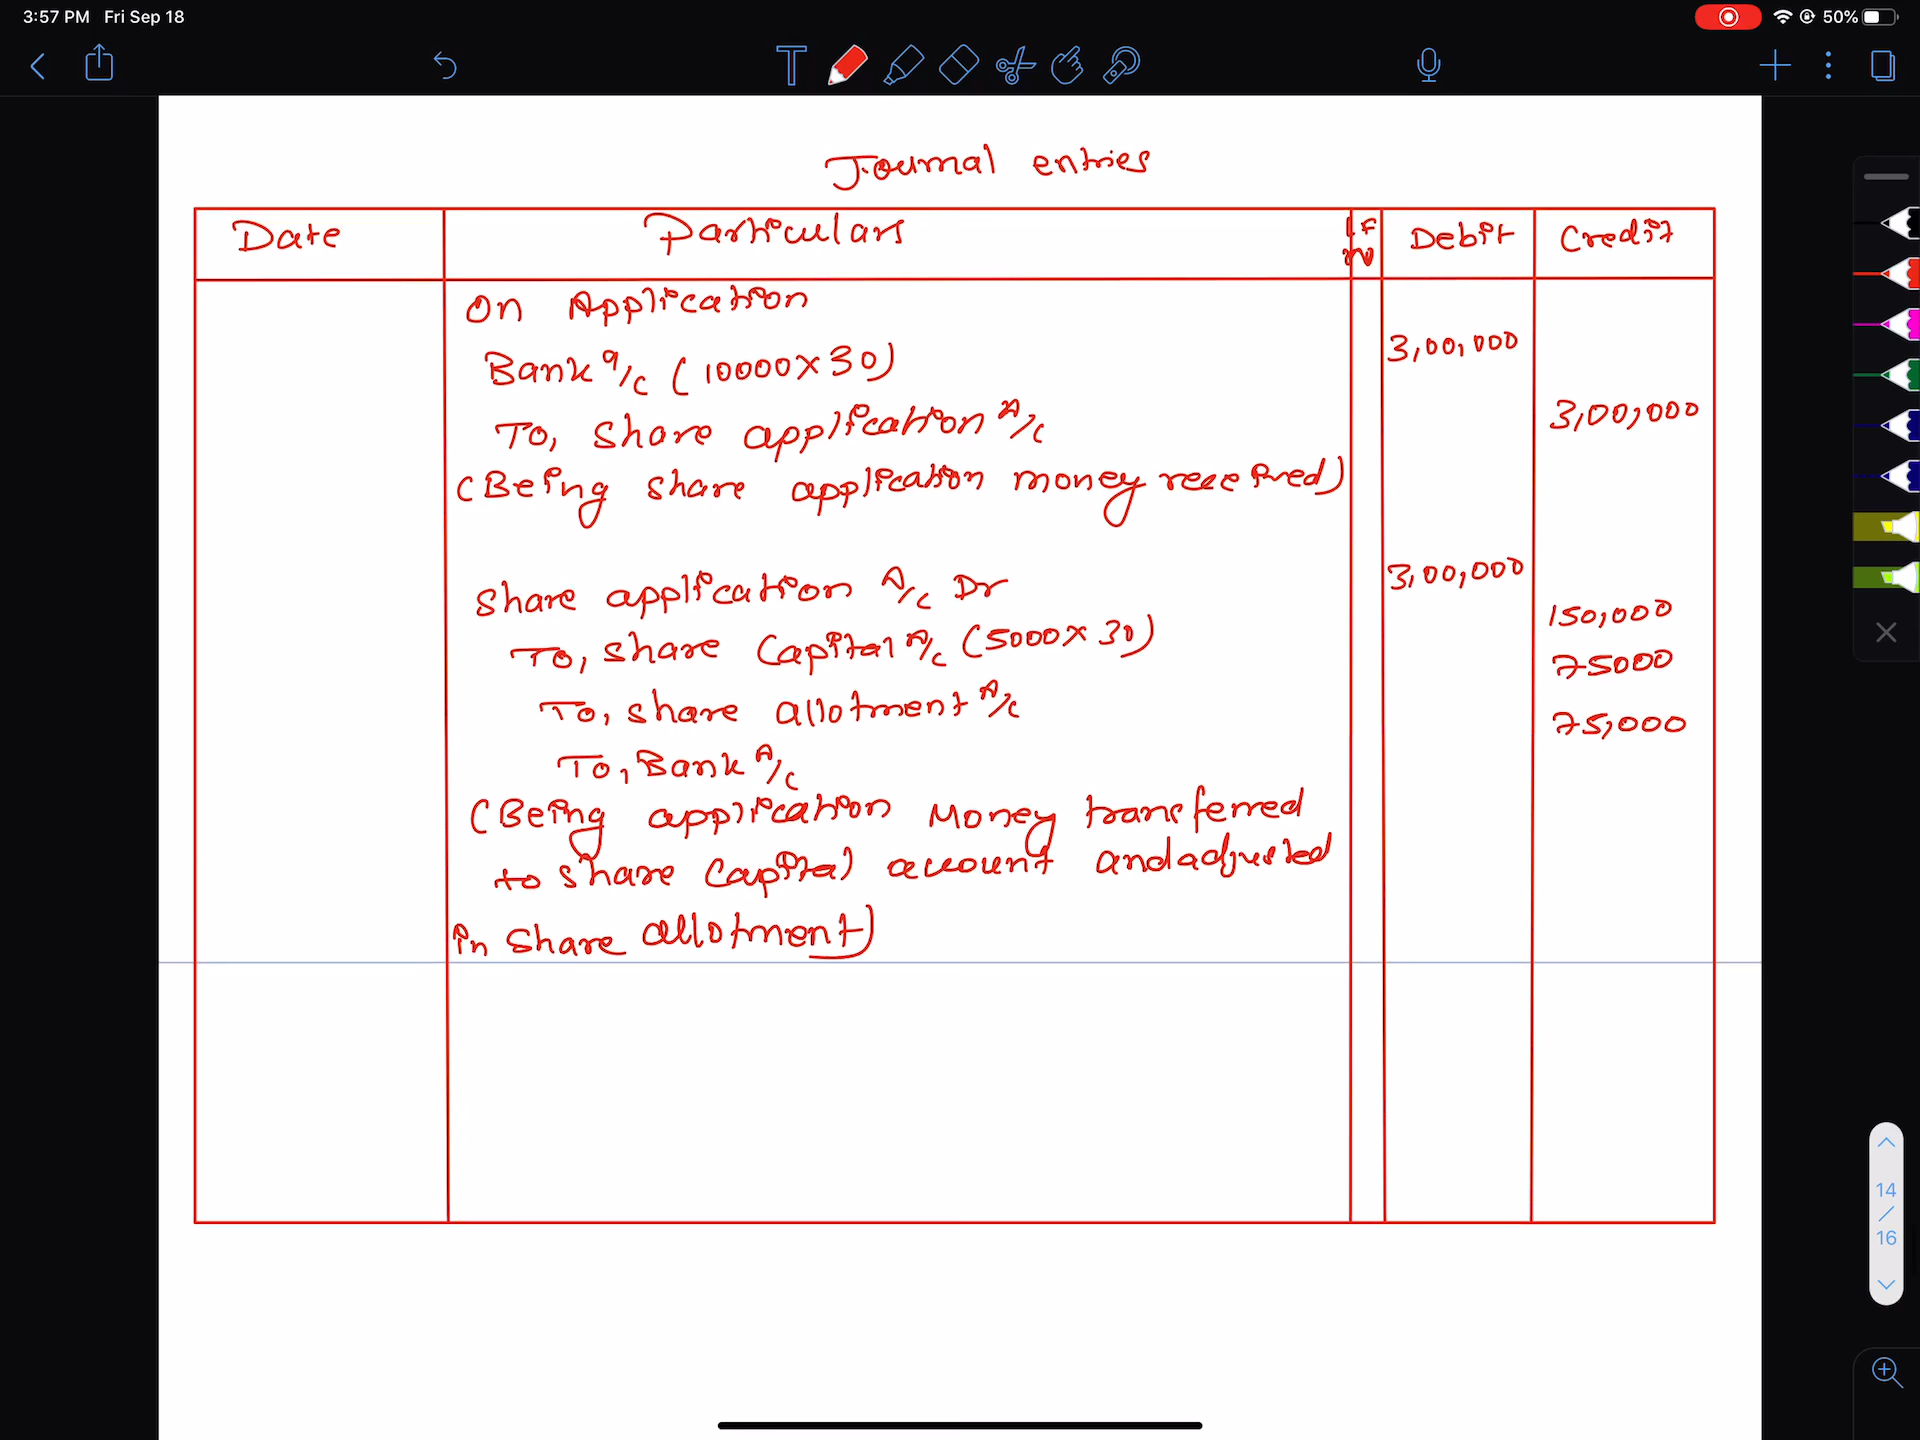 3:57 PM Fri Sep 18
50%
Journal entries
Date Particulars LF No Debit Credit
On Application
Bank a/c (10000x30) 3,00,000
To, share application A/c 3,00,000
(Being share application money received)
share application A/c Dr 3,00,000
To, share Capital A/c (5000x30) 150,000
To, share allotment A/c 75000
To, Bank A/c 75,000
(Being application Money transferred
to share Capital account and adjusted
in share allotment)
14
/
16